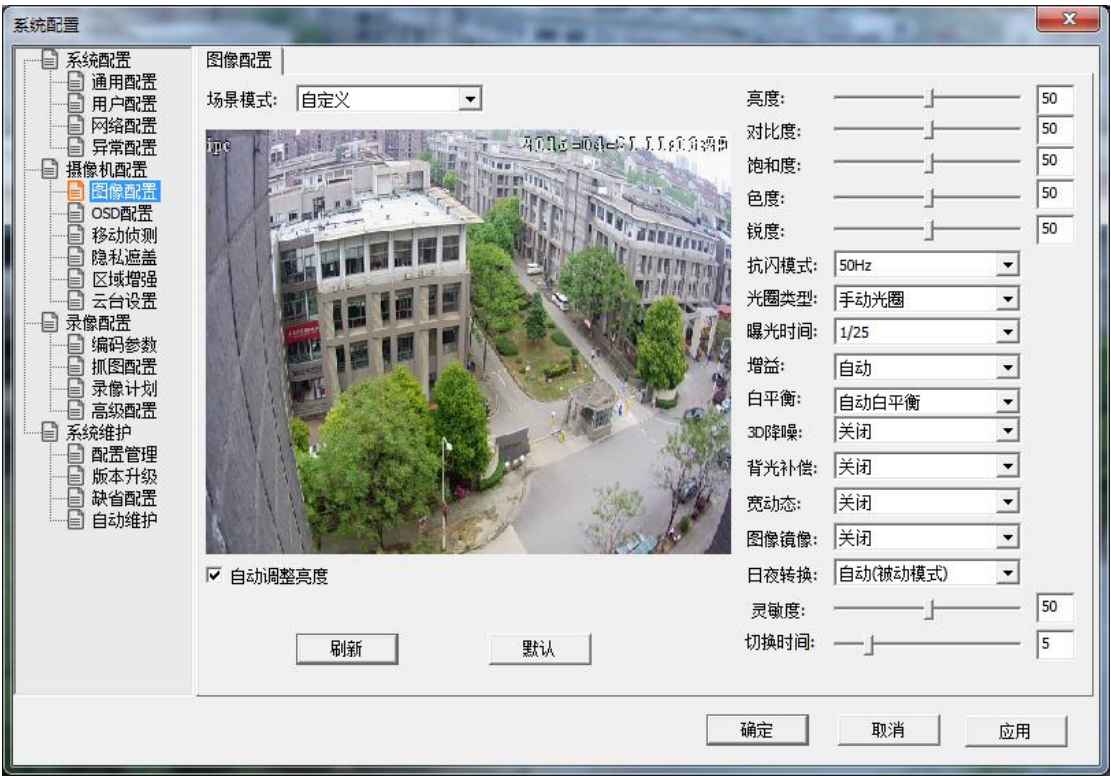 系统配置
系统配置
通用配置
用户配置
网络配置
异常配置
摄像机配置
图像配置
OSD配置
移动侦测
隐私遮盖
区域增强
云台设置
录像配置
编码参数
抓图配置
录像计划
高级配置
系统维护
配置管理
版本升级
缺省配置
自动维护
图像配置
场景模式: 自定义
ipc
自动调整亮度
刷新 默认
亮度: 50
对比度: 50
饱和度: 50
色度: 50
锐度: 50
抗闪模式: 50Hz
光圈类型: 手动光圈
曝光时间: 1/25
增益: 自动
白平衡: 自动白平衡
3D降噪: 关闭
背光补偿: 关闭
宽动态: 关闭
图像镜像: 关闭
日夜转换: 自动(被动模式)
灵敏度: 50
切换时间: 5
确定 取消 应用